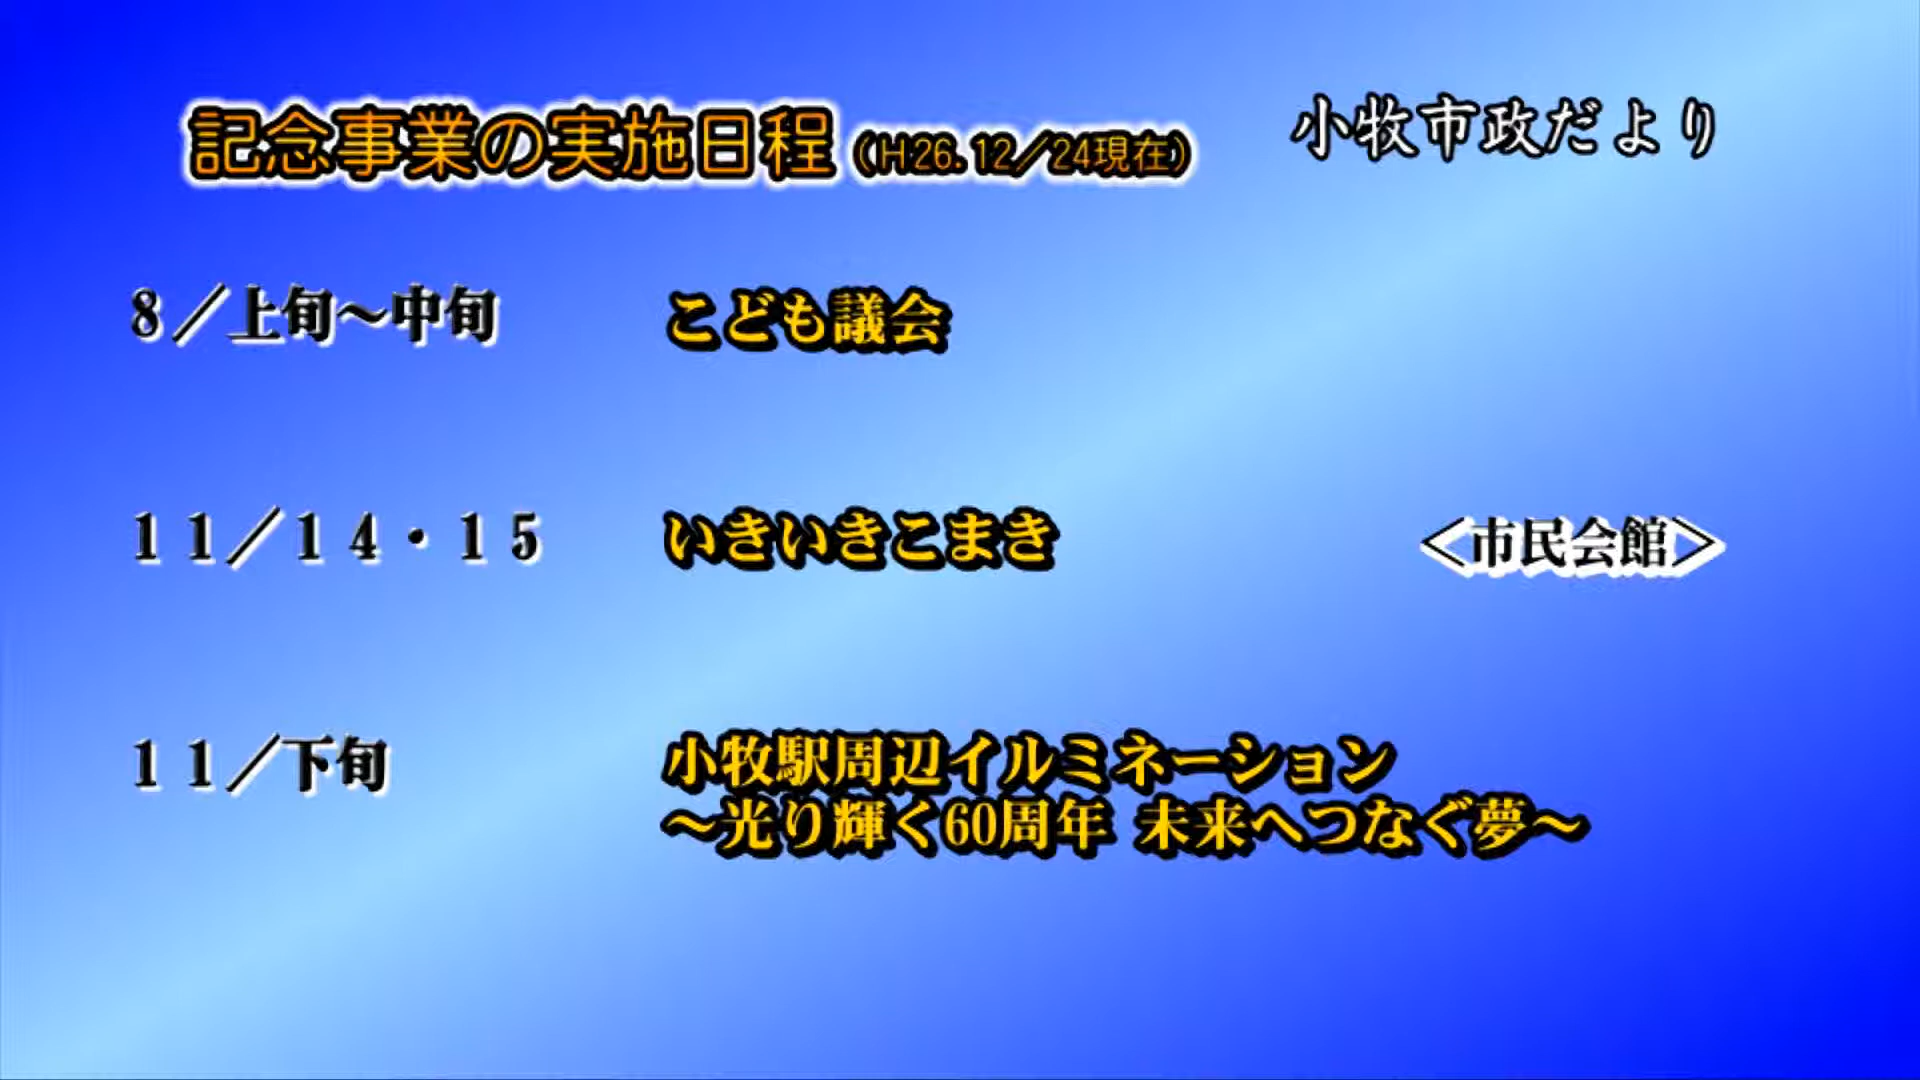 記念事業の実施日程（H26.12／24現在）
小牧市政だより
８／上旬～中旬
こども議会
１１／１４・１５
いきいきこまき
＜市民会館＞
１１／下旬
小牧駅周辺イルミネーション
～光り輝く60周年 未来へつなぐ夢～